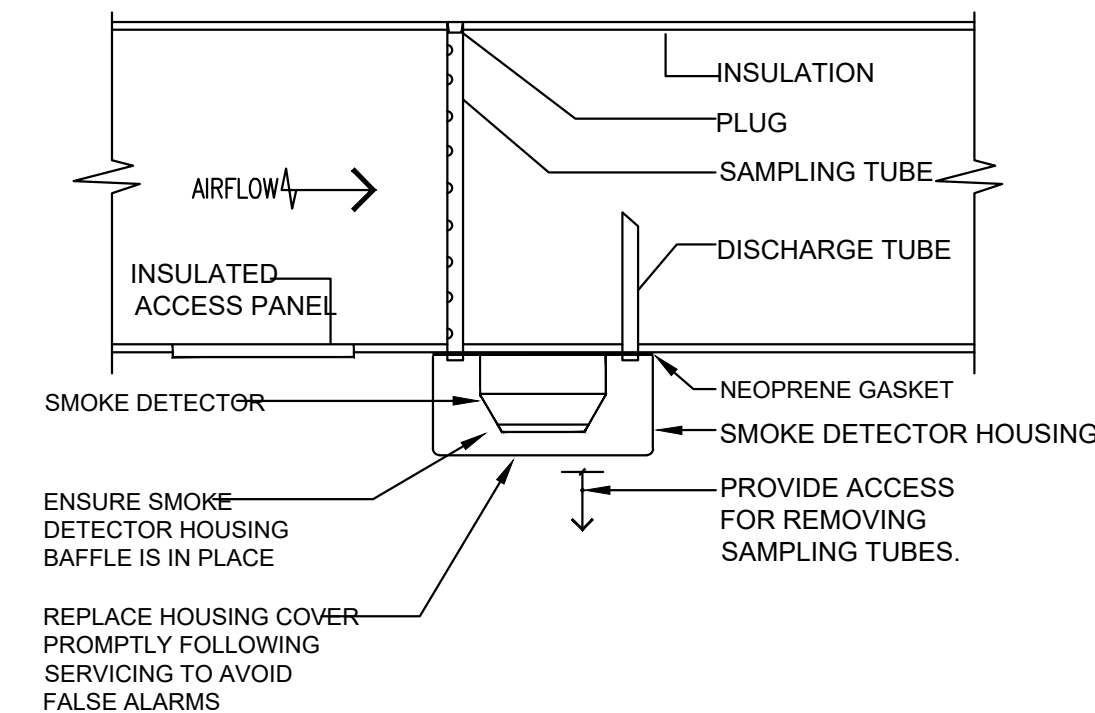 INSULATION
PLUG
SAMPLING TUBE
AIRFLOW
DISCHARGE TUBE
INSULATED
ACCESS PANEL
NEOPRENE GASKET
SMOKE DETECTOR
SMOKE DETECTOR HOUSING
PROVIDE ACCESS
FOR REMOVING
SAMPLING TUBES.
ENSURE SMOKE
DETECTOR HOUSING
BAFFLE IS IN PLACE
REPLACE HOUSING COVER
PROMPTLY FOLLOWING
SERVICING TO AVOID
FALSE ALARMS